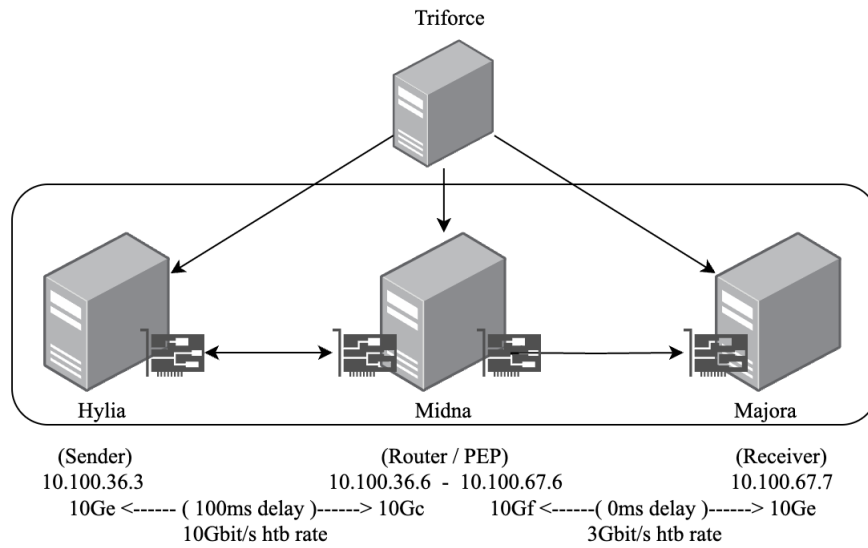 Triforce
Hylia Midna Majora
(Sender) (Router / PEP) (Receiver)
10.100.36.3 10.100.36.6 - 10.100.67.6 10.100.67.7
10Ge <------ ( 100ms delay )------> 10Gc 10Gf <------ ( 0ms delay )------> 10Ge
10Gbit/s htb rate 3Gbit/s htb rate